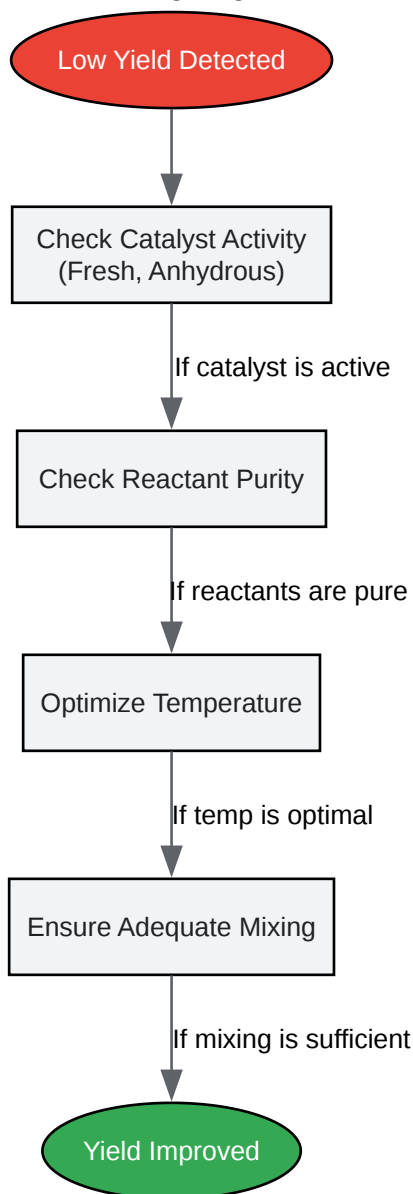 Low Yield Detected
Check Catalyst Activity
(Fresh, Anhydrous)
If catalyst is active
Check Reactant Purity
If reactants are pure
Optimize Temperature
If temp is optimal
Ensure Adequate Mixing
If mixing is sufficient
Yield Improved